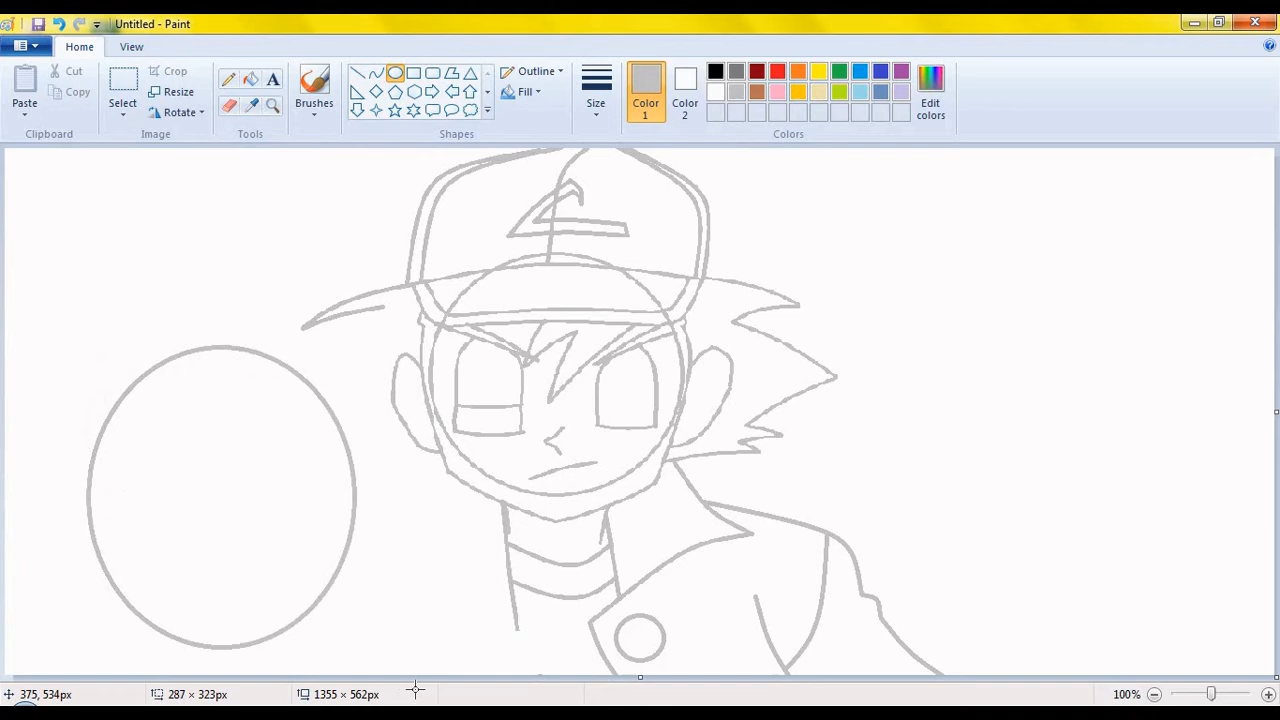 Untitled - Paint
Home View
Paste Cut Copy Clipboard
Select Crop Resize Rotate Image
Tools
Brushes
Outline Fill Shapes
Size
Color 1 Color 2 Edit colors Colors
375, 534px 287 × 323px 1355 × 562px 100%